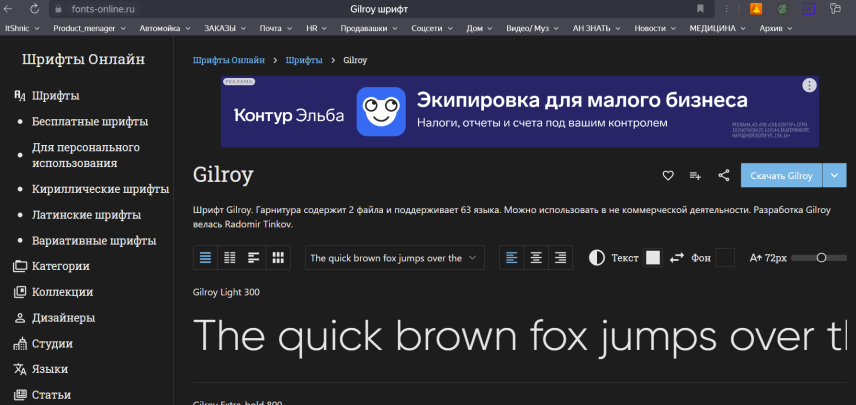 fonts-online.ru
Gilroy шрифт
ItShnic
Product_menager
Автомойка
ЗАКАЗЫ
Почта
HR
Продавашки
Соцсети
Дом
Видео/ Муз
АН ЗНАТЬ
Новости
МЕДИЦИНА
Архив
Шрифты Онлайн
Шрифты
Бесплатные шрифты
Для персонального
использования
Кириллические шрифты
Латинские шрифты
Вариативные шрифты
Категории
Коллекции
Дизайнеры
Студии
Языки
Статьи
Шрифты Онлайн > Шрифты > Gilroy
РЕКЛАМА
Контур Эльба
Экипировка для малого бизнеса
Налоги, отчеты и счета под вашим контролем
Gilroy
Скачать Gilroy
Шрифт Gilroy. Гарнитура содержит 2 файла и поддерживает 63 языка. Можно использовать в не коммерческой деятельности. Разработка Gilroy
велась Radomir Tinkov.
The quick brown fox jumps over the
Текст
Фон
72px
Gilroy Light 300
The quick brown fox jumps over th
Gilroy Extra-bold 800